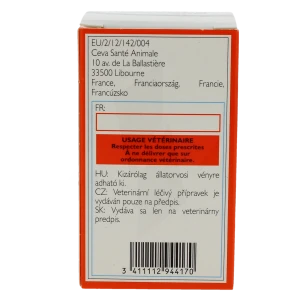 EU/2/12/142/004
Ceva Santé Animale
10 av. de La Ballastière
33500 Libourne
France, Franciaország, Francie,
Francúzsko
FR:
USAGE VÉTÉRINAIRE
Respecter les doses prescrites
À ne délivrer que sur
ordonnance vétérinaire.
HU: Kizárólag állatorvosi vényre
adható ki.
CZ: Veterinární léčivý přípravek je
vydáván pouze na předpis.
SK: Vydáva sa len na veterinárny
predpis.
3 411112 944170